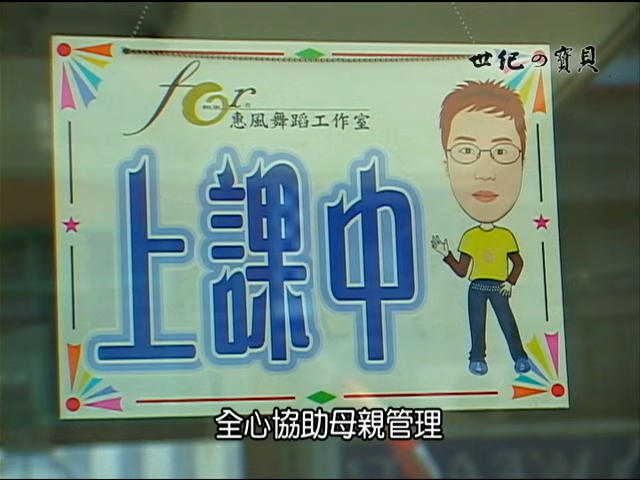 世紀の寶貝
for
惠風舞蹈工作室
上課中
全心協助母親管理